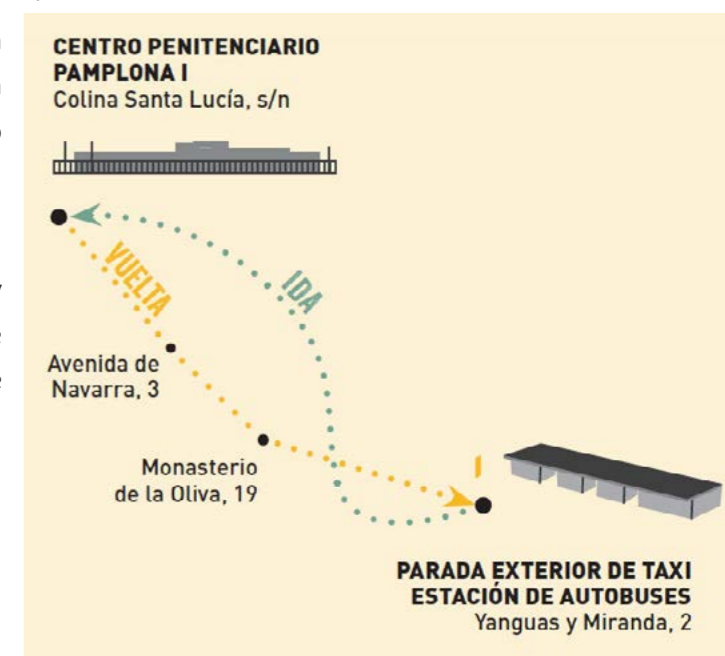 CENTRO PENITENCIARIO
PAMPLONA I
Colina Santa Lucía, s/n
VUELTA
IDA
Avenida de
Navarra, 3
Monasterio
de la Oliva, 19
PARADA EXTERIOR DE TAXI
ESTACIÓN DE AUTOBUSES
Yanguas y Miranda, 2